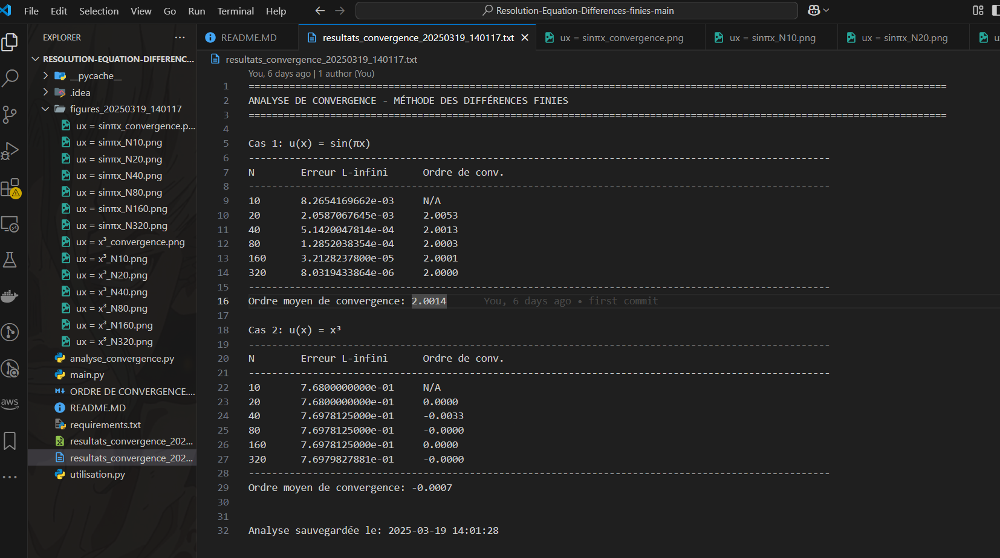 File Edit Selection View Go Run Terminal Help
Resolution-Equation-Differences-finies-main
EXPLORER
RESOLUTION-EQUATION-DIFFERENC...
__pycache__
.idea
figures_20250319_140117
ux = sinπx_convergence.p...
ux = sinπx_N10.png
ux = sinπx_N20.png
ux = sinπx_N40.png
ux = sinπx_N80.png
ux = sinπx_N160.png
ux = sinπx_N320.png
ux = x³_convergence.png
ux = x³_N10.png
ux = x³_N20.png
ux = x³_N40.png
ux = x³_N80.png
ux = x³_N160.png
ux = x³_N320.png
analyse_convergence.py
main.py
ORDRE DE CONVERGENCE....
README.MD
requirements.txt
resultats_convergence_202...
resultats_convergence_202...
utilisation.py
aws
README.MD
resultats_convergence_20250319_140117.txt
ux = sinπx_convergence.png
ux = sinπx_N10.png
ux = sinπx_N20.png
resultats_convergence_20250319_140117.txt
You, 6 days ago | 1 author (You)
1 ========================================================================================================================
2 ANALYSE DE CONVERGENCE - MÉTHODE DES DIFFÉRENCES FINIES
3 ========================================================================================================================
4
5 Cas 1: u(x) = sin(πx)
6 ----------------------------------------------------------------------------------------------------
7 N Erreur L-infini Ordre de conv.
8 ----------------------------------------------------------------------------------------------------
9 10 8.2654169662e-03 N/A
10 20 2.0587067645e-03 2.0053
11 40 5.1420047814e-04 2.0013
12 80 1.2852038354e-04 2.0003
13 160 3.2128237800e-05 2.0001
14 320 8.0319433864e-06 2.0000
15 ----------------------------------------------------------------------------------------------------
16 Ordre moyen de convergence: 2.0014 You, 6 days ago • first commit
17
18 Cas 2: u(x) = x³
19 ----------------------------------------------------------------------------------------------------
20 N Erreur L-infini Ordre de conv.
21 ----------------------------------------------------------------------------------------------------
22 10 7.6800000000e-01 N/A
23 20 7.6800000000e-01 0.0000
24 40 7.6978125000e-01 -0.0033
25 80 7.6978125000e-01 -0.0000
26 160 7.6978125000e-01 0.0000
27 320 7.6979827881e-01 -0.0000
28 ----------------------------------------------------------------------------------------------------
29 Ordre moyen de convergence: -0.0007
30
31
32 Analyse sauvegardée le: 2025-03-19 14:01:28